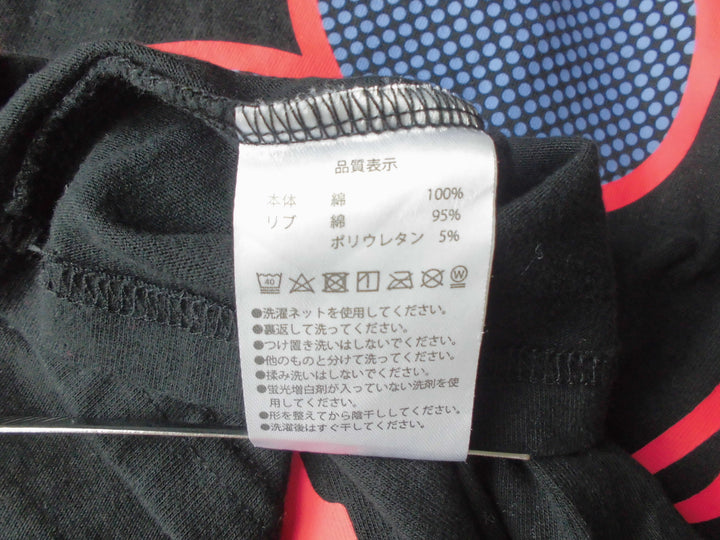 品質表示
本体 綿 100%
リブ 綿 95%
ポリウレタン 5%
40 W
●洗濯ネットを使用してください。
●裏返して洗ってください。
●つけ置き洗いはしないでください。
●他のものと分けて洗ってください。
●揉み洗いはしないでください。
●蛍光増白剤が入っていない洗剤を使
用してください。
●形を整えてから陰干ししてください。
●洗濯後はすぐ干してください。